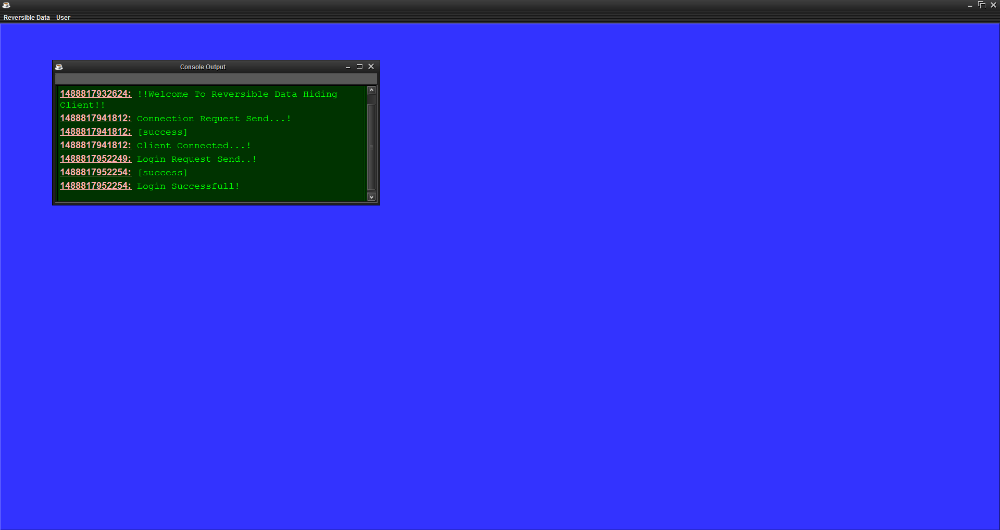 Reversible Data User
Console Output
1488817932624: !!Welcome To Reversible Data Hiding
Client!!
1488817941812: Connection Request Send...!
1488817941812: [success]
1488817941812: Client Connected...!
1488817952249: Login Request Send..!
1488817952254: [success]
1488817952254: Login Successfull!